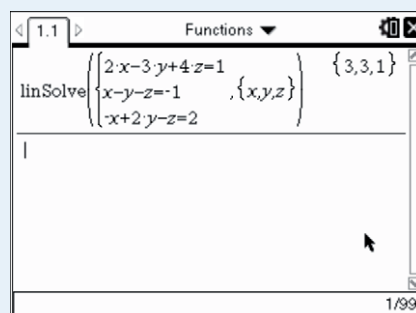 1.1 Functions
2·x−3·y+4·z=1 {3,3,1}
linSolve x−y−z=-1 ,{x,y,z}
-x+2·y−z=2
1/99